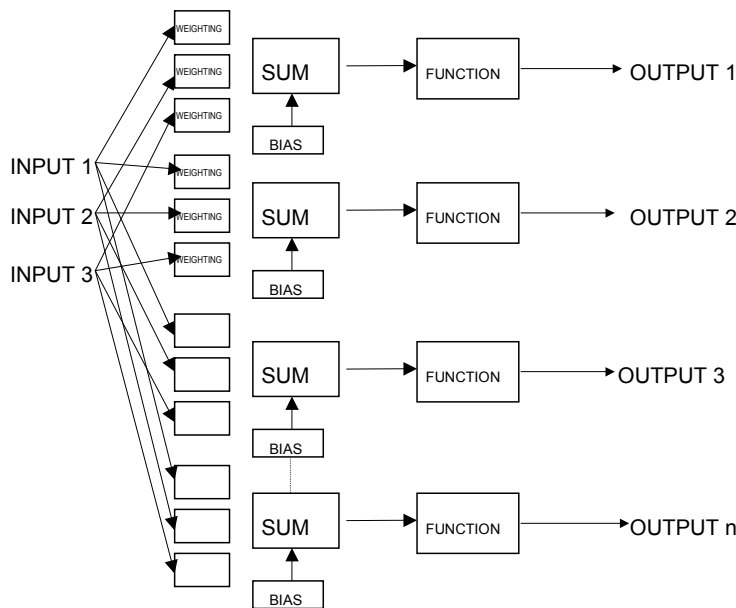 WEIGHTING
WEIGHTING
WEIGHTING
SUM
FUNCTION
OUTPUT 1
BIAS
INPUT 1
INPUT 2
INPUT 3
WEIGHTING
WEIGHTING
WEIGHTING
SUM
FUNCTION
OUTPUT 2
BIAS
SUM
FUNCTION
OUTPUT 3
BIAS
SUM
FUNCTION
OUTPUT n
BIAS